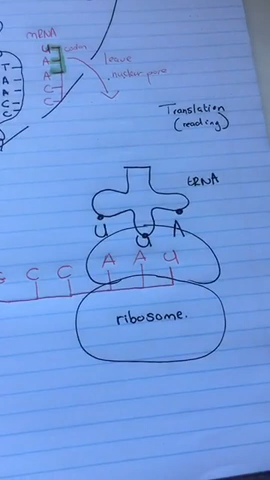 mRNA
U codon
A
A
C
C
T
A
A
C
C
leave
nuclear pore
Translation
(reading)
tRNA
U U A
G C C A A U
ribosome.